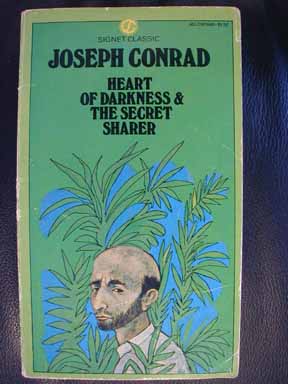 SIGNET CLASSIC
JOSEPH CONRAD
HEART
OF DARKNESS &
THE SECRET
SHARER